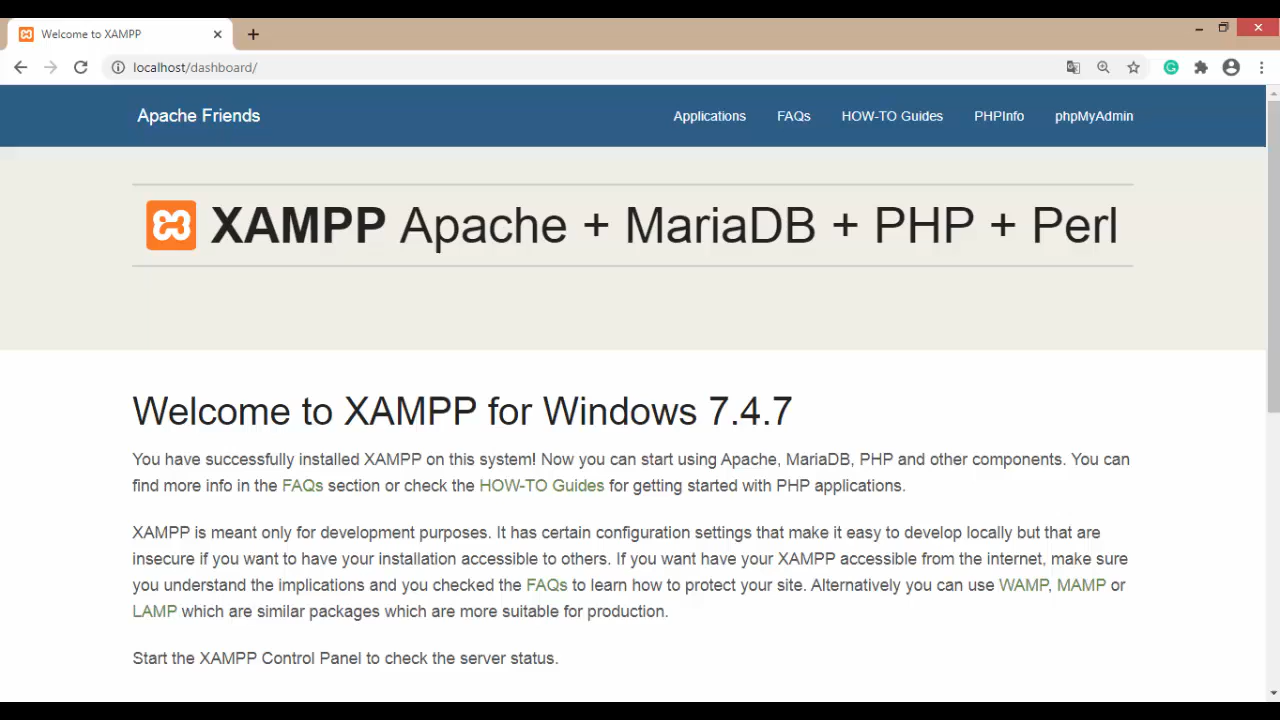 Welcome to XAMPP
localhost/dashboard/
Apache Friends
Applications
FAQs
HOW-TO Guides
PHPInfo
phpMyAdmin
XAMPP Apache + MariaDB + PHP + Perl
Welcome to XAMPP for Windows 7.4.7
You have successfully installed XAMPP on this system! Now you can start using Apache, MariaDB, PHP and other components. You can
find more info in the FAQs section or check the HOW-TO Guides for getting started with PHP applications.
XAMPP is meant only for development purposes. It has certain configuration settings that make it easy to develop locally but that are
insecure if you want to have your installation accessible to others. If you want have your XAMPP accessible from the internet, make sure
you understand the implications and you checked the FAQs to learn how to protect your site. Alternatively you can use WAMP, MAMP or
LAMP which are similar packages which are more suitable for production.
Start the XAMPP Control Panel to check the server status.